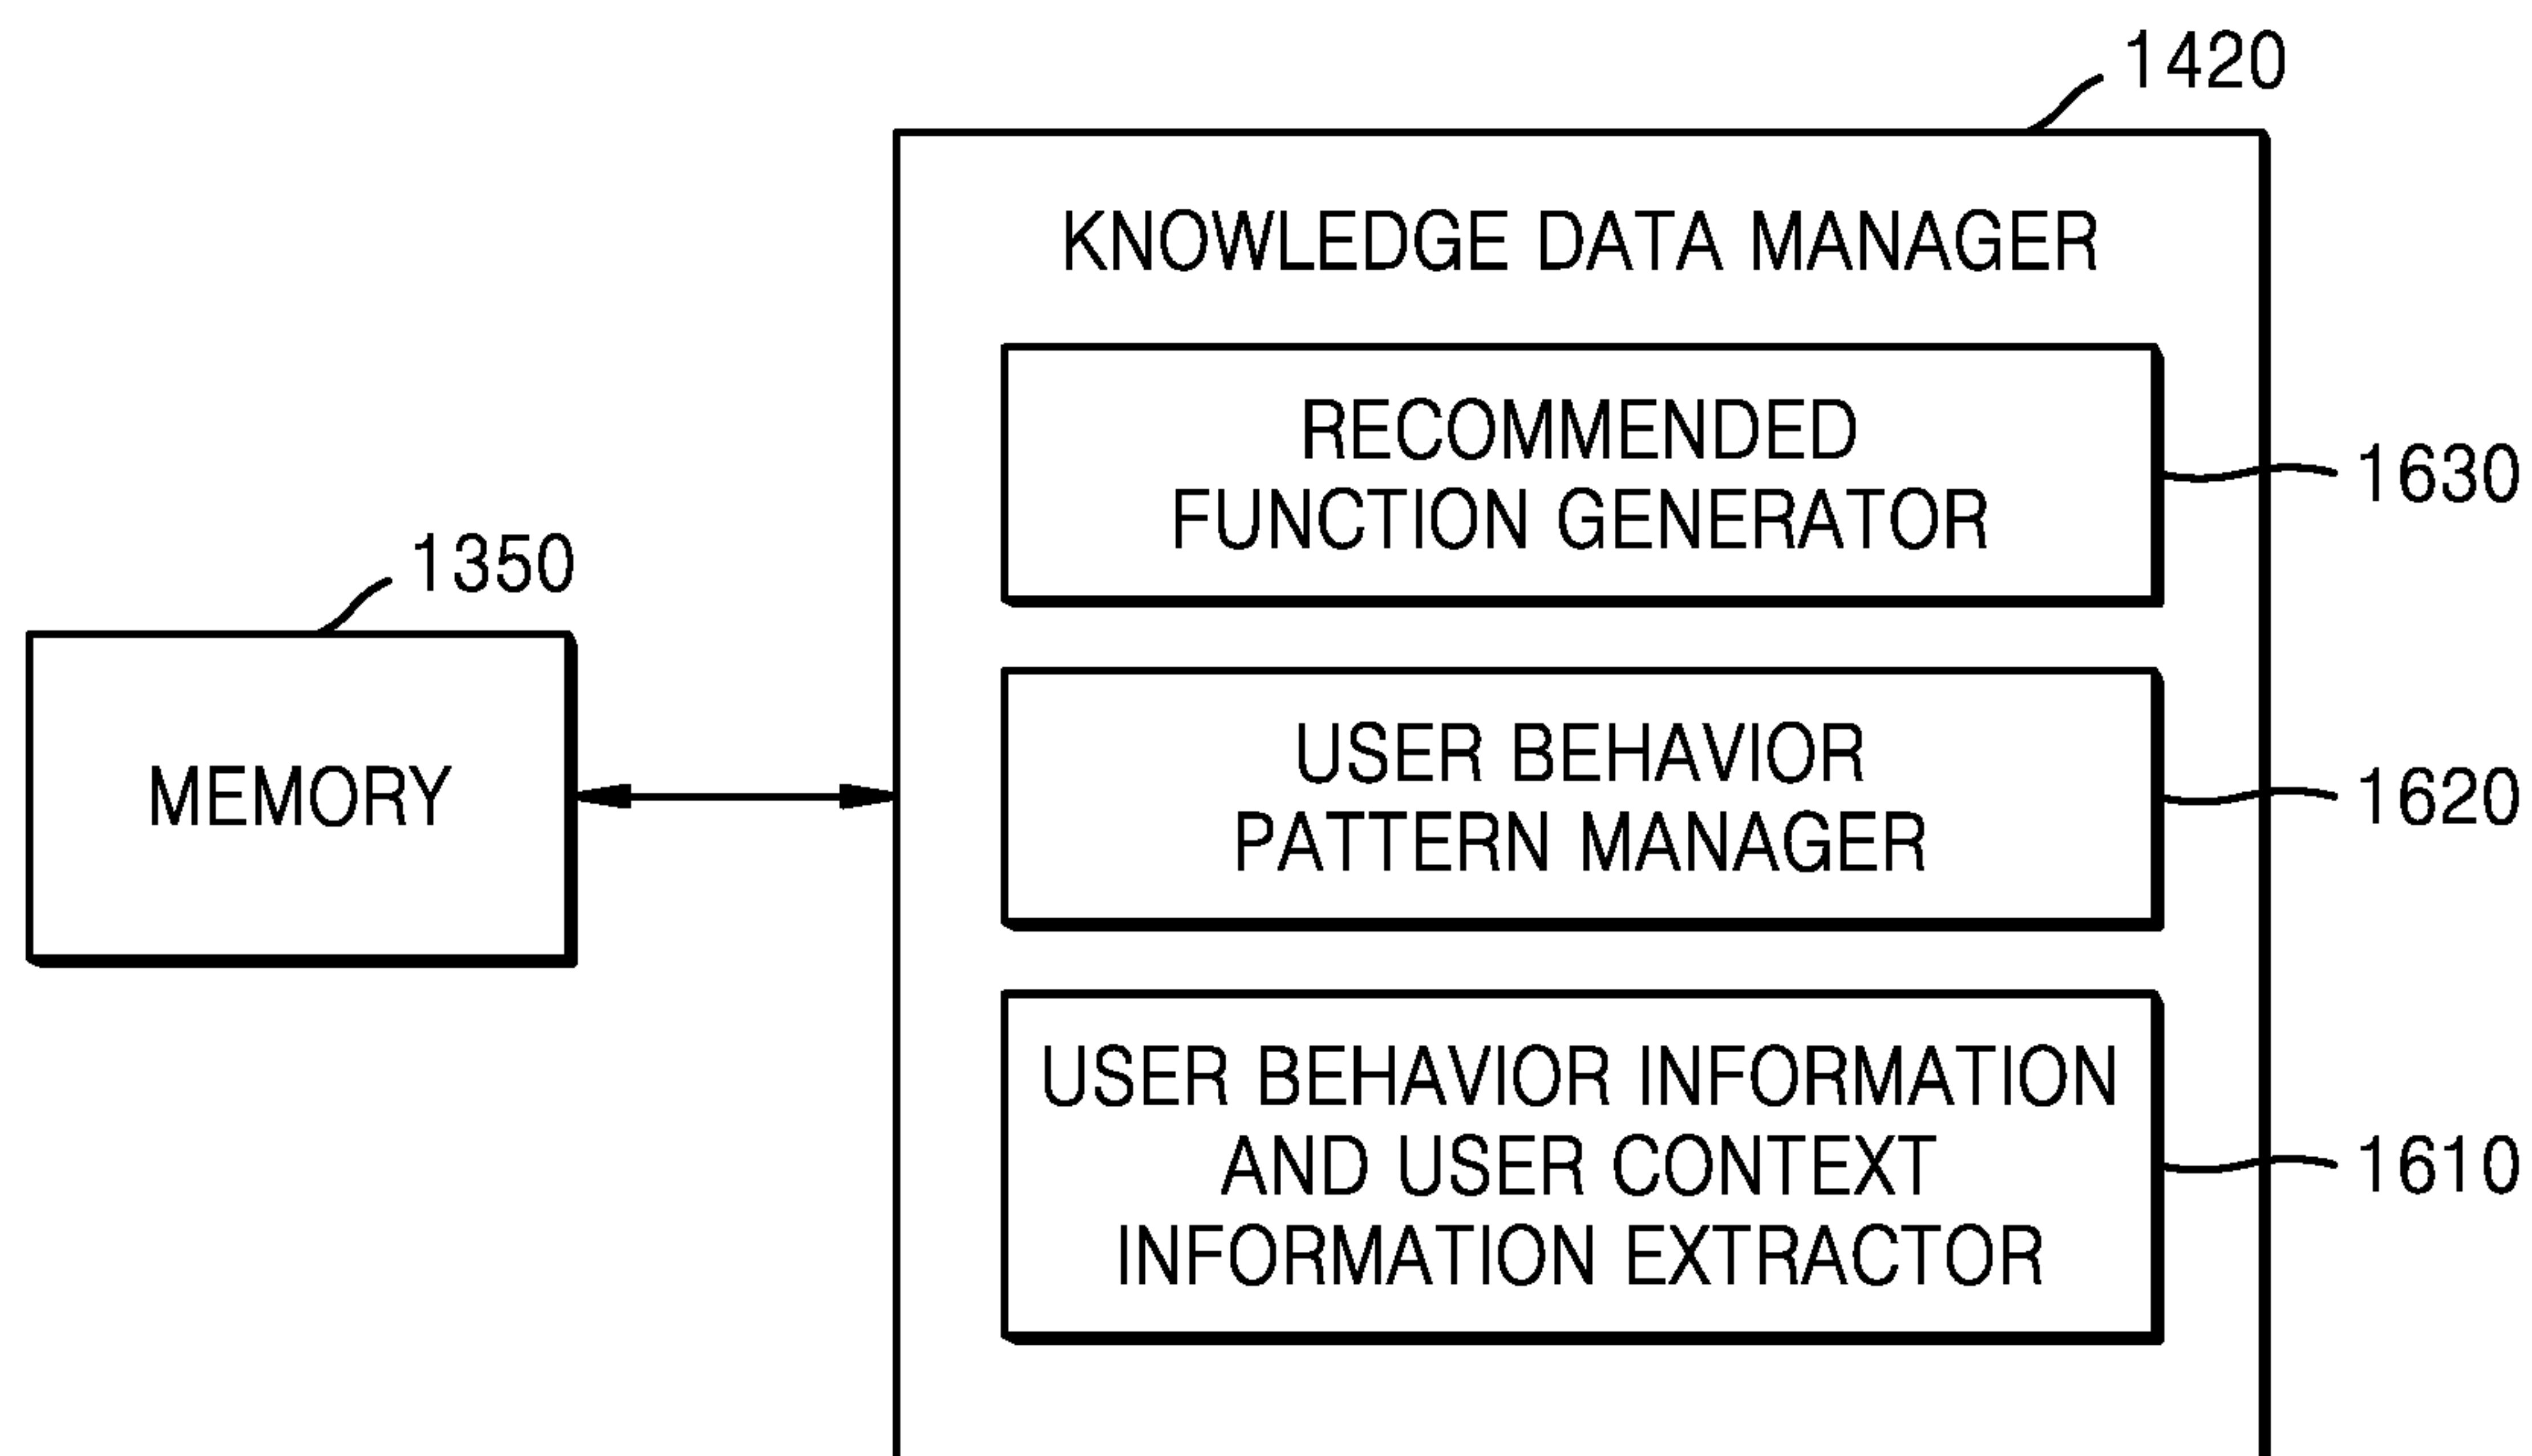 1420
KNOWLEDGE DATA MANAGER
RECOMMENDED
FUNCTION GENERATOR
1630
1350
MEMORY
USER BEHAVIOR
PATTERN MANAGER
1620
USER BEHAVIOR INFORMATION
AND USER CONTEXT
INFORMATION EXTRACTOR
1610